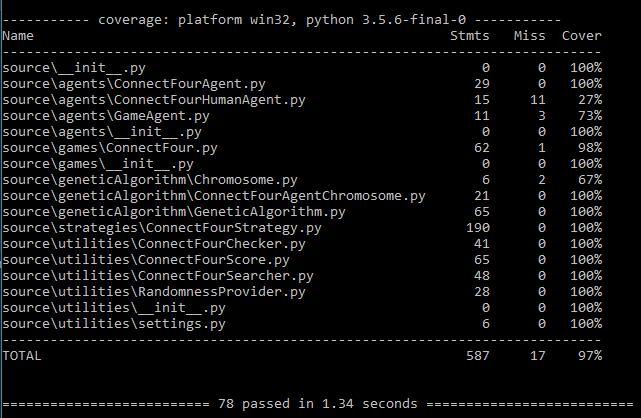 ----------- coverage: platform win32, python 3.5.6-final-0 -----------
Name                                                    Stmts   Miss  Cover
---------------------------------------------------------------------------
source\__init__.py                                          0      0   100%
source\agents\ConnectFourAgent.py                          29      0   100%
source\agents\ConnectFourHumanAgent.py                     15     11    27%
source\agents\GameAgent.py                                 11      3    73%
source\agents\__init__.py                                   0      0   100%
source\games\ConnectFour.py                                62      1    98%
source\games\__init__.py                                    0      0   100%
source\geneticAlgorithm\Chromosome.py                       6      2    67%
source\geneticAlgorithm\ConnectFourAgentChromosome.py      21      0   100%
source\geneticAlgorithm\GeneticAlgorithm.py                65      0   100%
source\strategies\ConnectFourStrategy.py                  190      0   100%
source\utilities\ConnectFourChecker.py                     41      0   100%
source\utilities\ConnectFourScore.py                       65      0   100%
source\utilities\ConnectFourSearcher.py                    48      0   100%
source\utilities\RandomnessProvider.py                     28      0   100%
source\utilities\__init__.py                                0      0   100%
source\utilities\settings.py                                6      0   100%
---------------------------------------------------------------------------
TOTAL                                                     587     17    97%
========================== 78 passed in 1.34 seconds ==========================